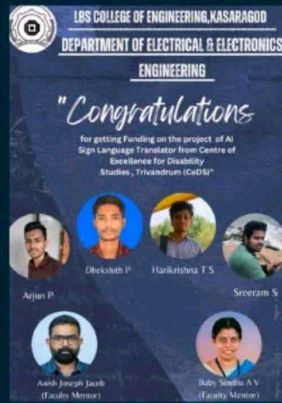 LBS COLLEGE OF ENGINEERING,KASARAGOD
DEPARTMENT OF ELECTRICAL & ELECTRONICS
ENGINEERING
"Congratulations
for getting Funding on the project of AI
Sign Language Translator from Centre of
Excellence for Disability
Studies , Trivandrum (CeDS)"
Arjun P
Dhekshith P
Harikrishna T S
Sreeram S
Anish Joseph Jacob
(Faculty Mentor)
Baby Sindhu A V
(Faculty Mentor)